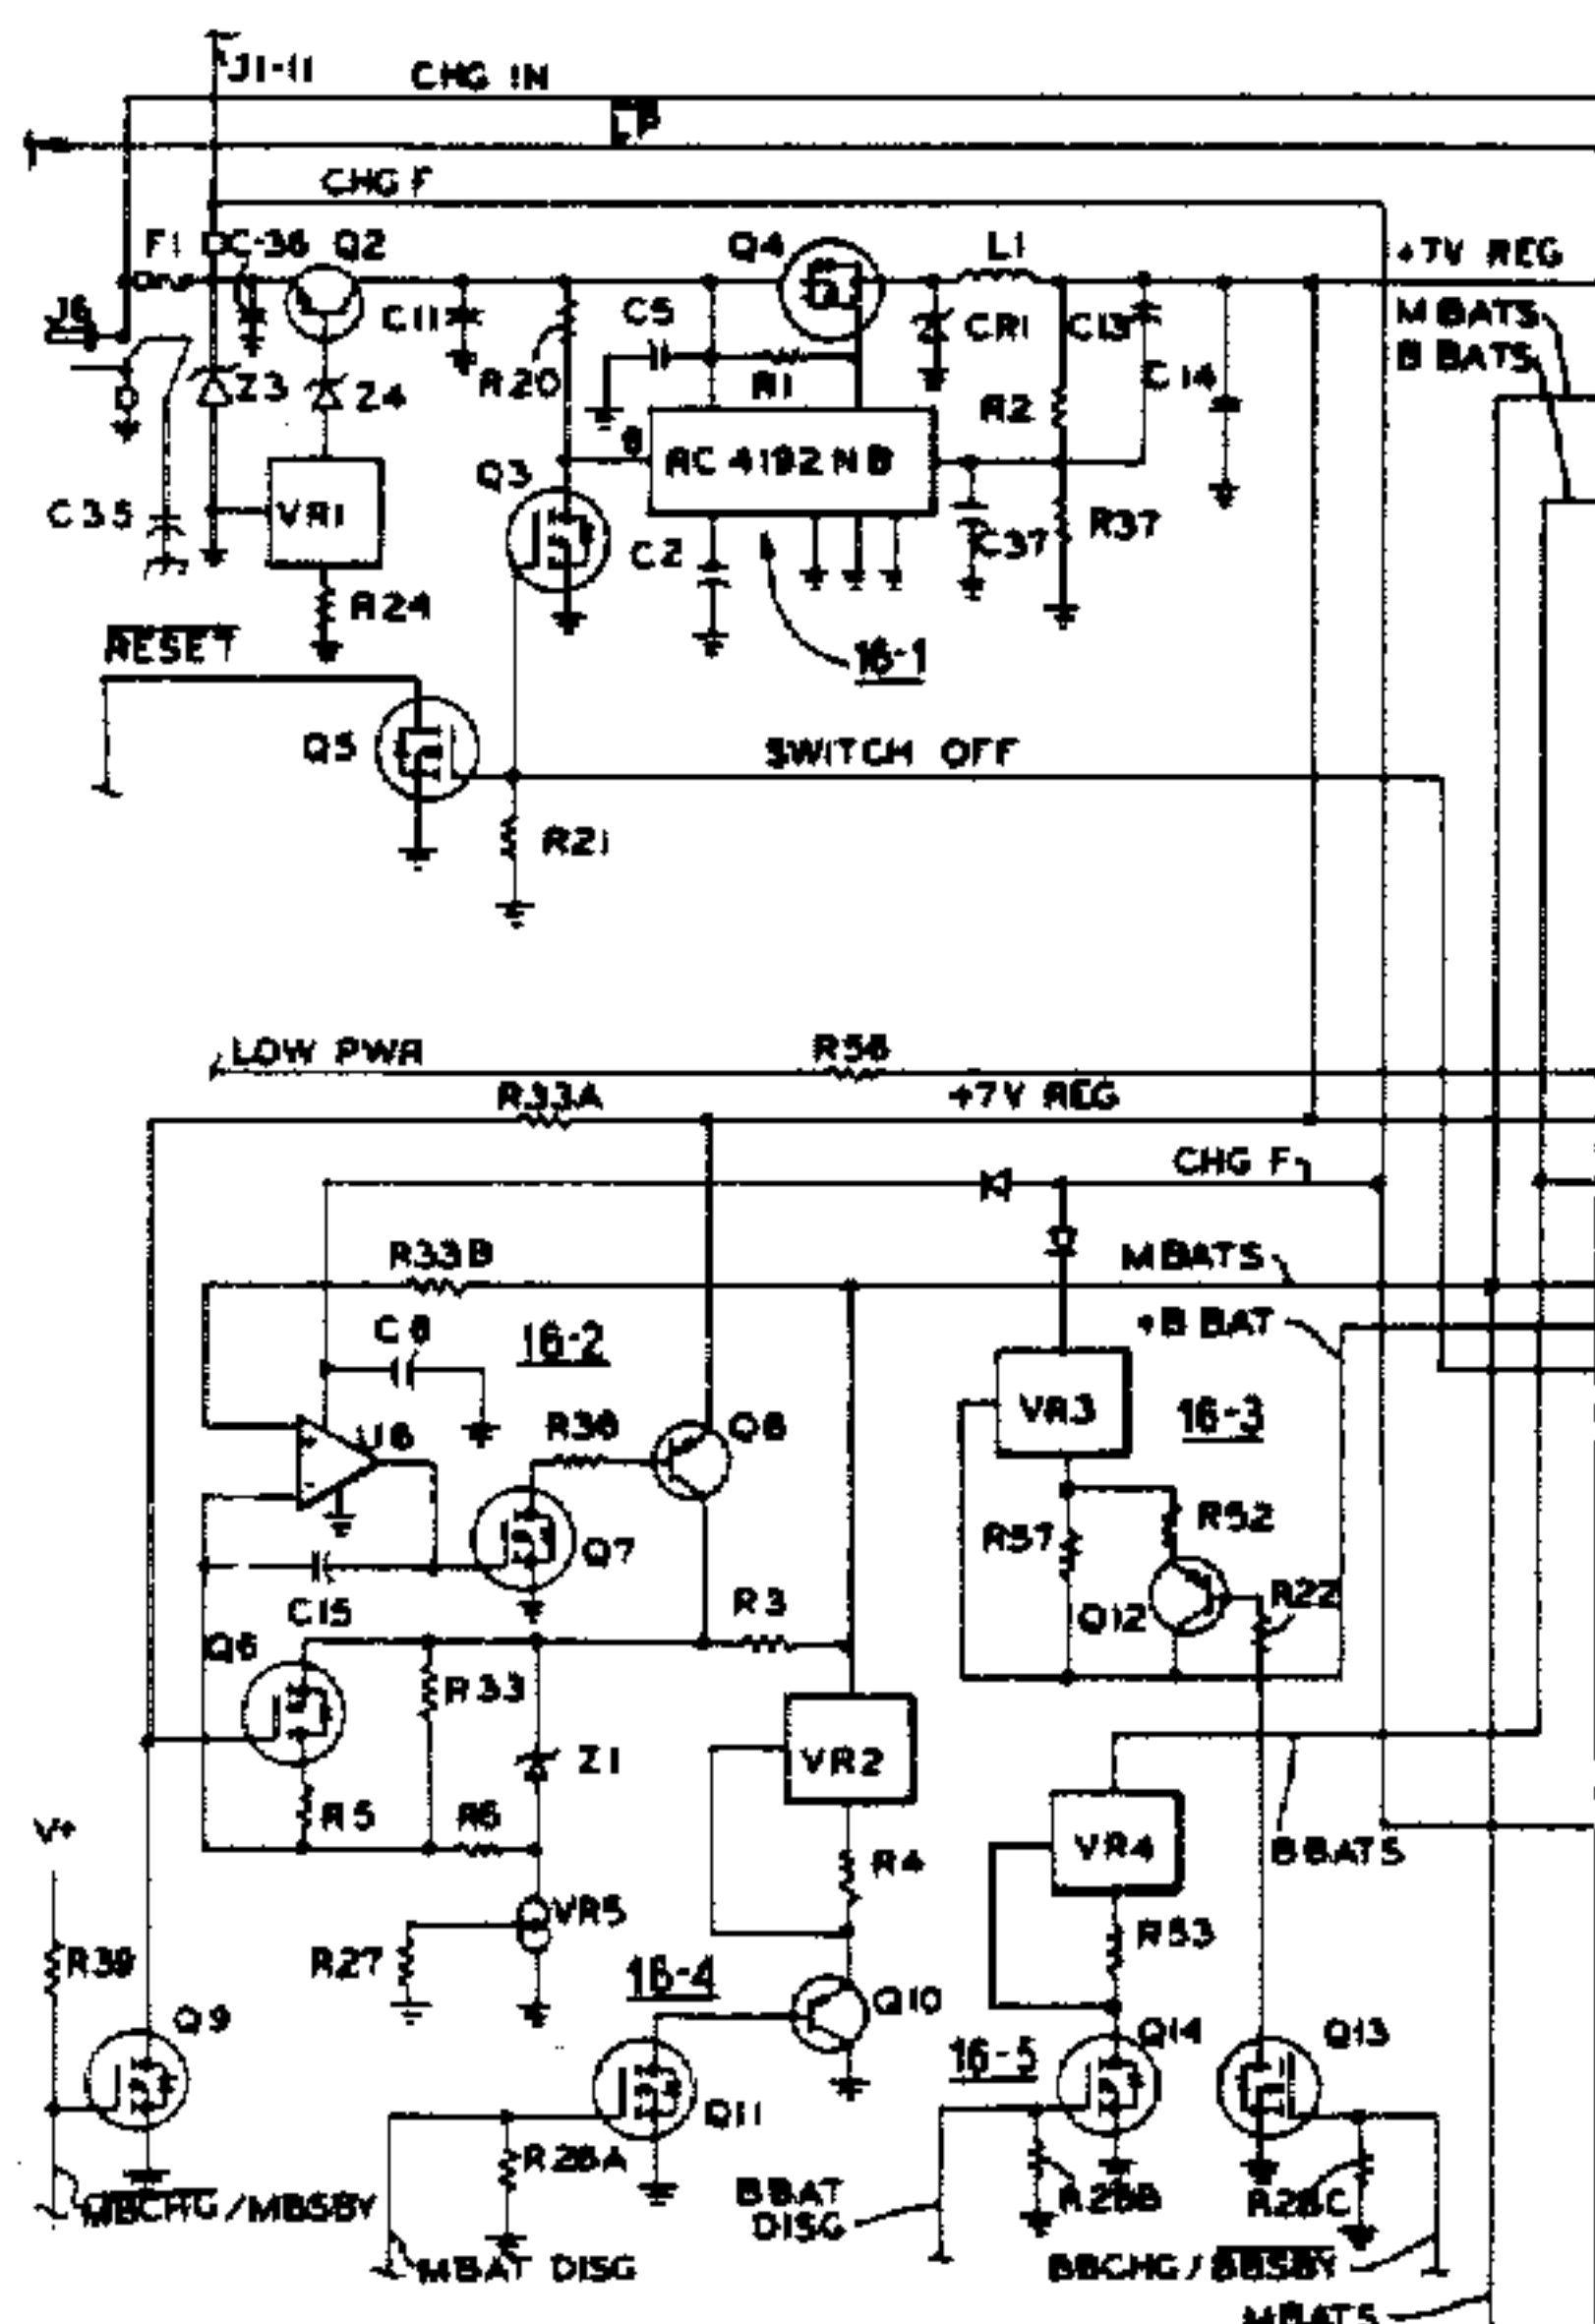 J1-11
CHG IN
LP
CHG F
F1
C-36
Q2
Q4
L1
+7V REG
J6
C11
C5
CR1
C13
M BATS
B BATS
Z3
Z4
R20
R1
R2
C14
8
RC 4192 NB
Q3
C35
VR1
C2
C37
R37
R24
16-1
RESET
Q5
SWITCH OFF
R21
LOW PWR
R56
R33A
+7V REG
CHG F
R33B
M BATS
C8
16-2
+B BAT
VR3
16-3
U6
R36
Q8
R57
R52
Q7
C15
R3
Q12
R22
Q6
R33
Z1
VR2
V+
R5
R6
R4
VR4
B BATS
VR5
R39
R27
16-4
R53
Q9
Q10
16-5
Q14
Q13
Q11
R28A
MBCHG/MBSBY
B BAT
DISG
R28B
R28C
MBAT DISG
BBCHG/BBSBY
MBATS